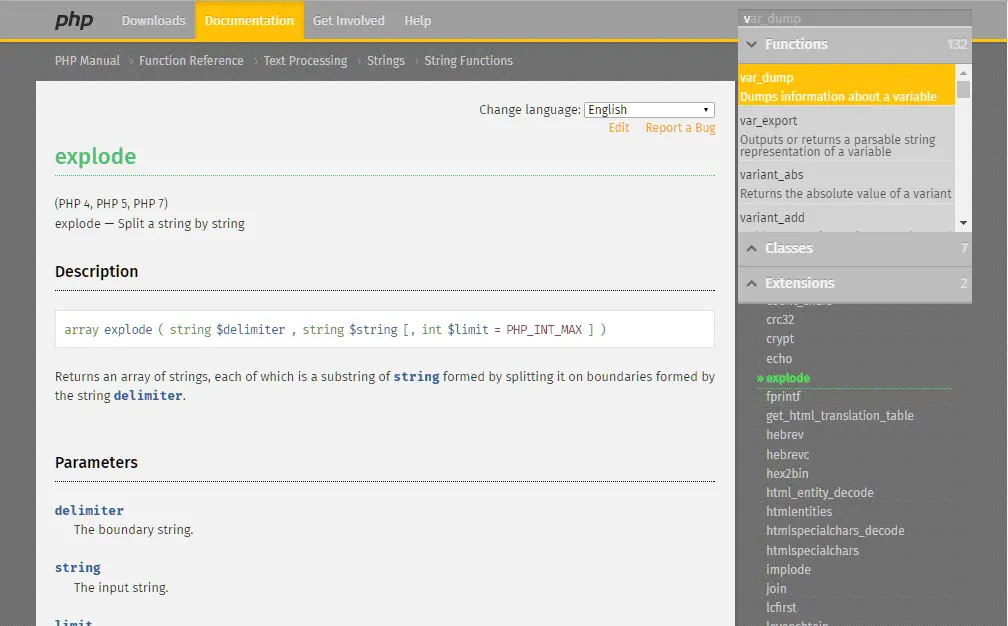 php
Downloads
Documentation
Get Involved
Help
var_dump
PHP Manual › Function Reference › Text Processing › Strings › String Functions
Change language: English
Edit Report a Bug
explode
(PHP 4, PHP 5, PHP 7)
explode — Split a string by string
Description
array explode ( string $delimiter , string $string [, int $limit = PHP_INT_MAX ] )
Returns an array of strings, each of which is a substring of string formed by splitting it on boundaries formed by
the string delimiter.
Parameters
delimiter
The boundary string.
string
The input string.
limit
Functions 132
var_dump
Dumps information about a variable
var_export
Outputs or returns a parsable string
representation of a variable
variant_abs
Returns the absolute value of a variant
variant_add
Classes 7
Extensions 2
crc32
crypt
echo
» explode
fprintf
get_html_translation_table
hebrev
hebrevc
hex2bin
html_entity_decode
htmlentities
htmlspecialchars_decode
htmlspecialchars
implode
join
lcfirst
levenshtein